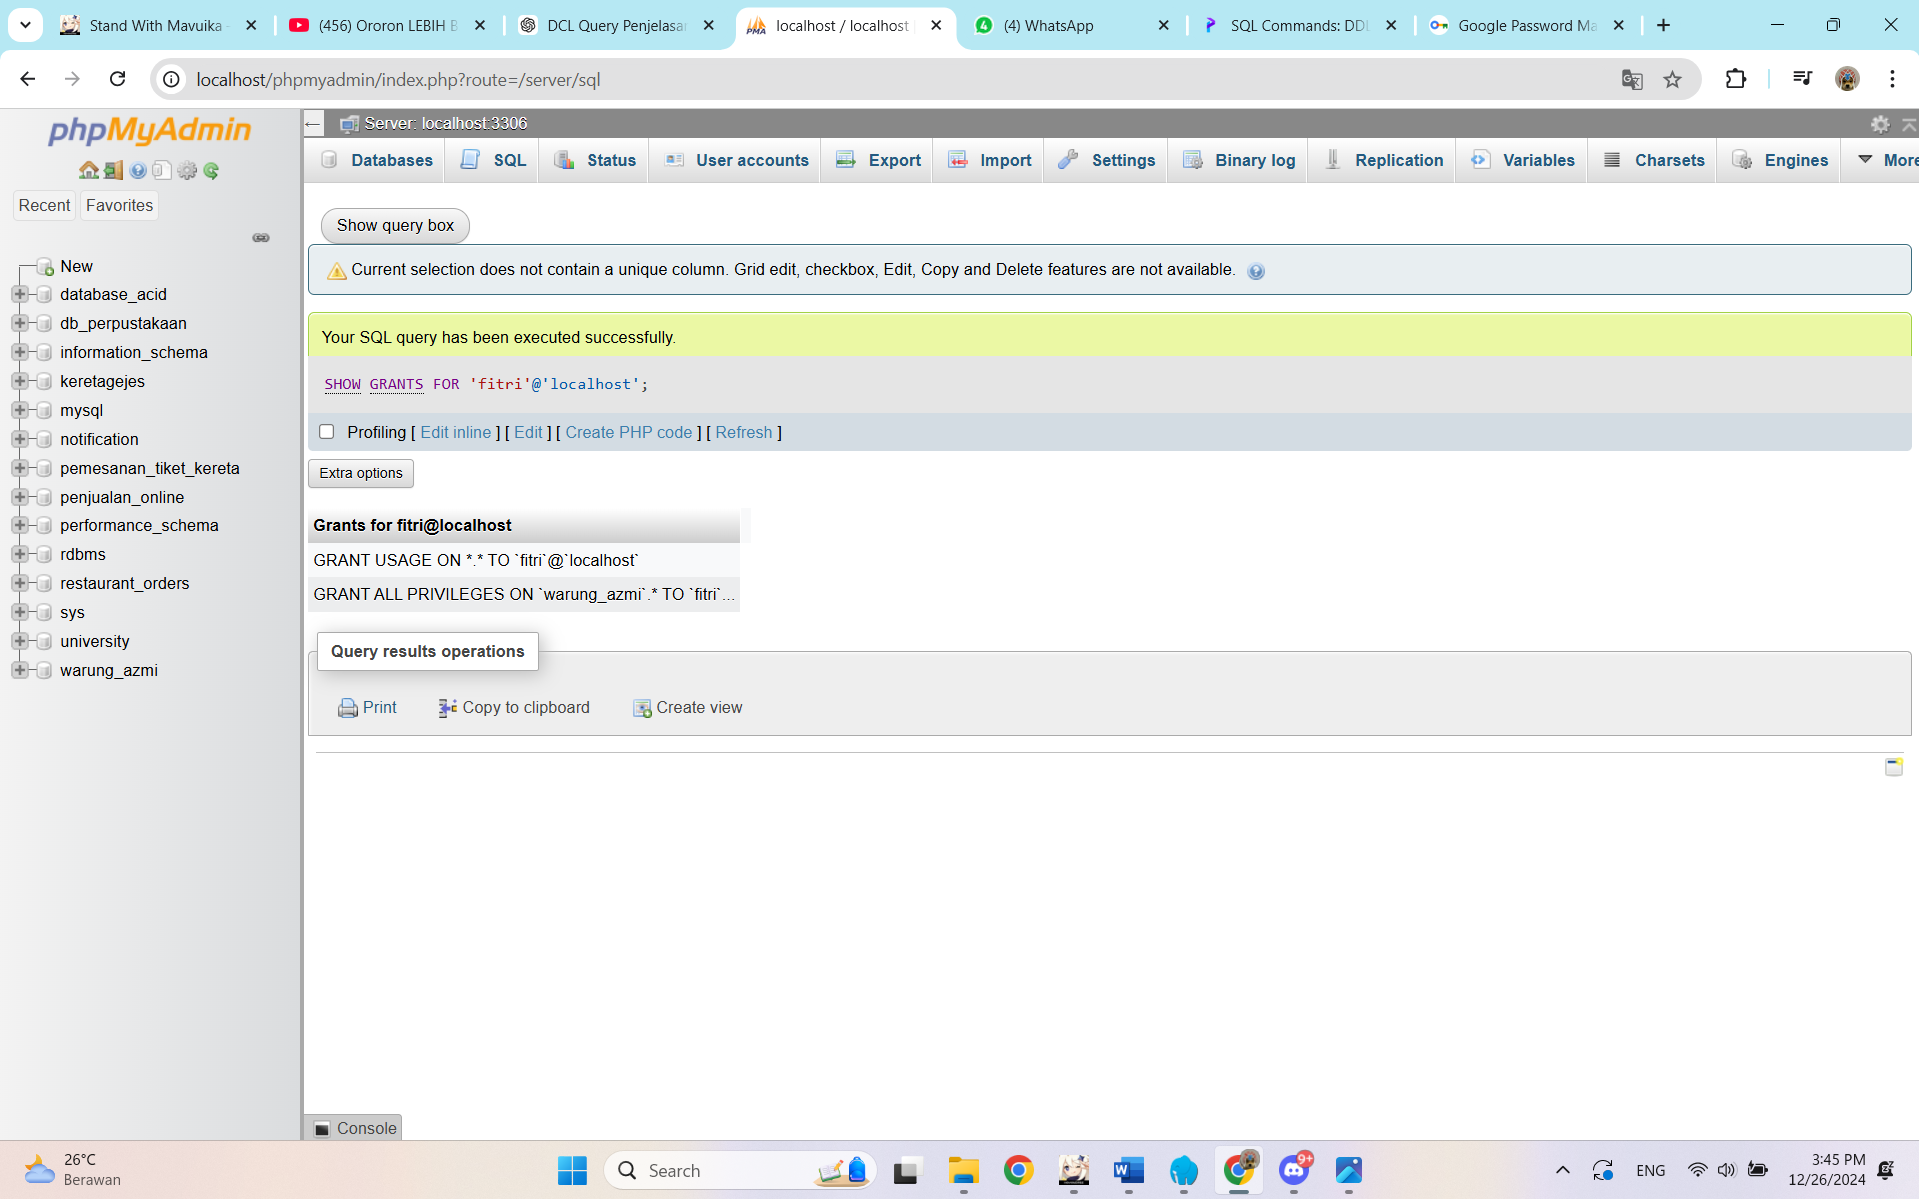 Stand With Mavuika -
(456) Ororon LEBIH B
DCL Query Penjelasan
localhost / localhost
(4) WhatsApp
SQL Commands: DDL
Google Password Ma
localhost/phpmyadmin/index.php?route=/server/sql
phpMyAdmin
Recent
Favorites
New
database_acid
db_perpustakaan
information_schema
keretagejes
mysql
notification
pemesanan_tiket_kereta
penjualan_online
performance_schema
rdbms
restaurant_orders
sys
university
warung_azmi
Server: localhost:3306
Databases
SQL
Status
User accounts
Export
Import
Settings
Binary log
Replication
Variables
Charsets
Engines
More
Show query box
Current selection does not contain a unique column. Grid edit, checkbox, Edit, Copy and Delete features are not available.
Your SQL query has been executed successfully.
SHOW GRANTS FOR 'fitri'@'localhost';
Profiling [ Edit inline ] [ Edit ] [ Create PHP code ] [ Refresh ]
Extra options
Grants for fitri@localhost
GRANT USAGE ON *.* TO `fitri`@`localhost`
GRANT ALL PRIVILEGES ON `warung_azmi`.* TO `fitri`...
Query results operations
Print
Copy to clipboard
Create view
Console
26°C
Berawan
Search
9+
ENG
3:45 PM
12/26/2024